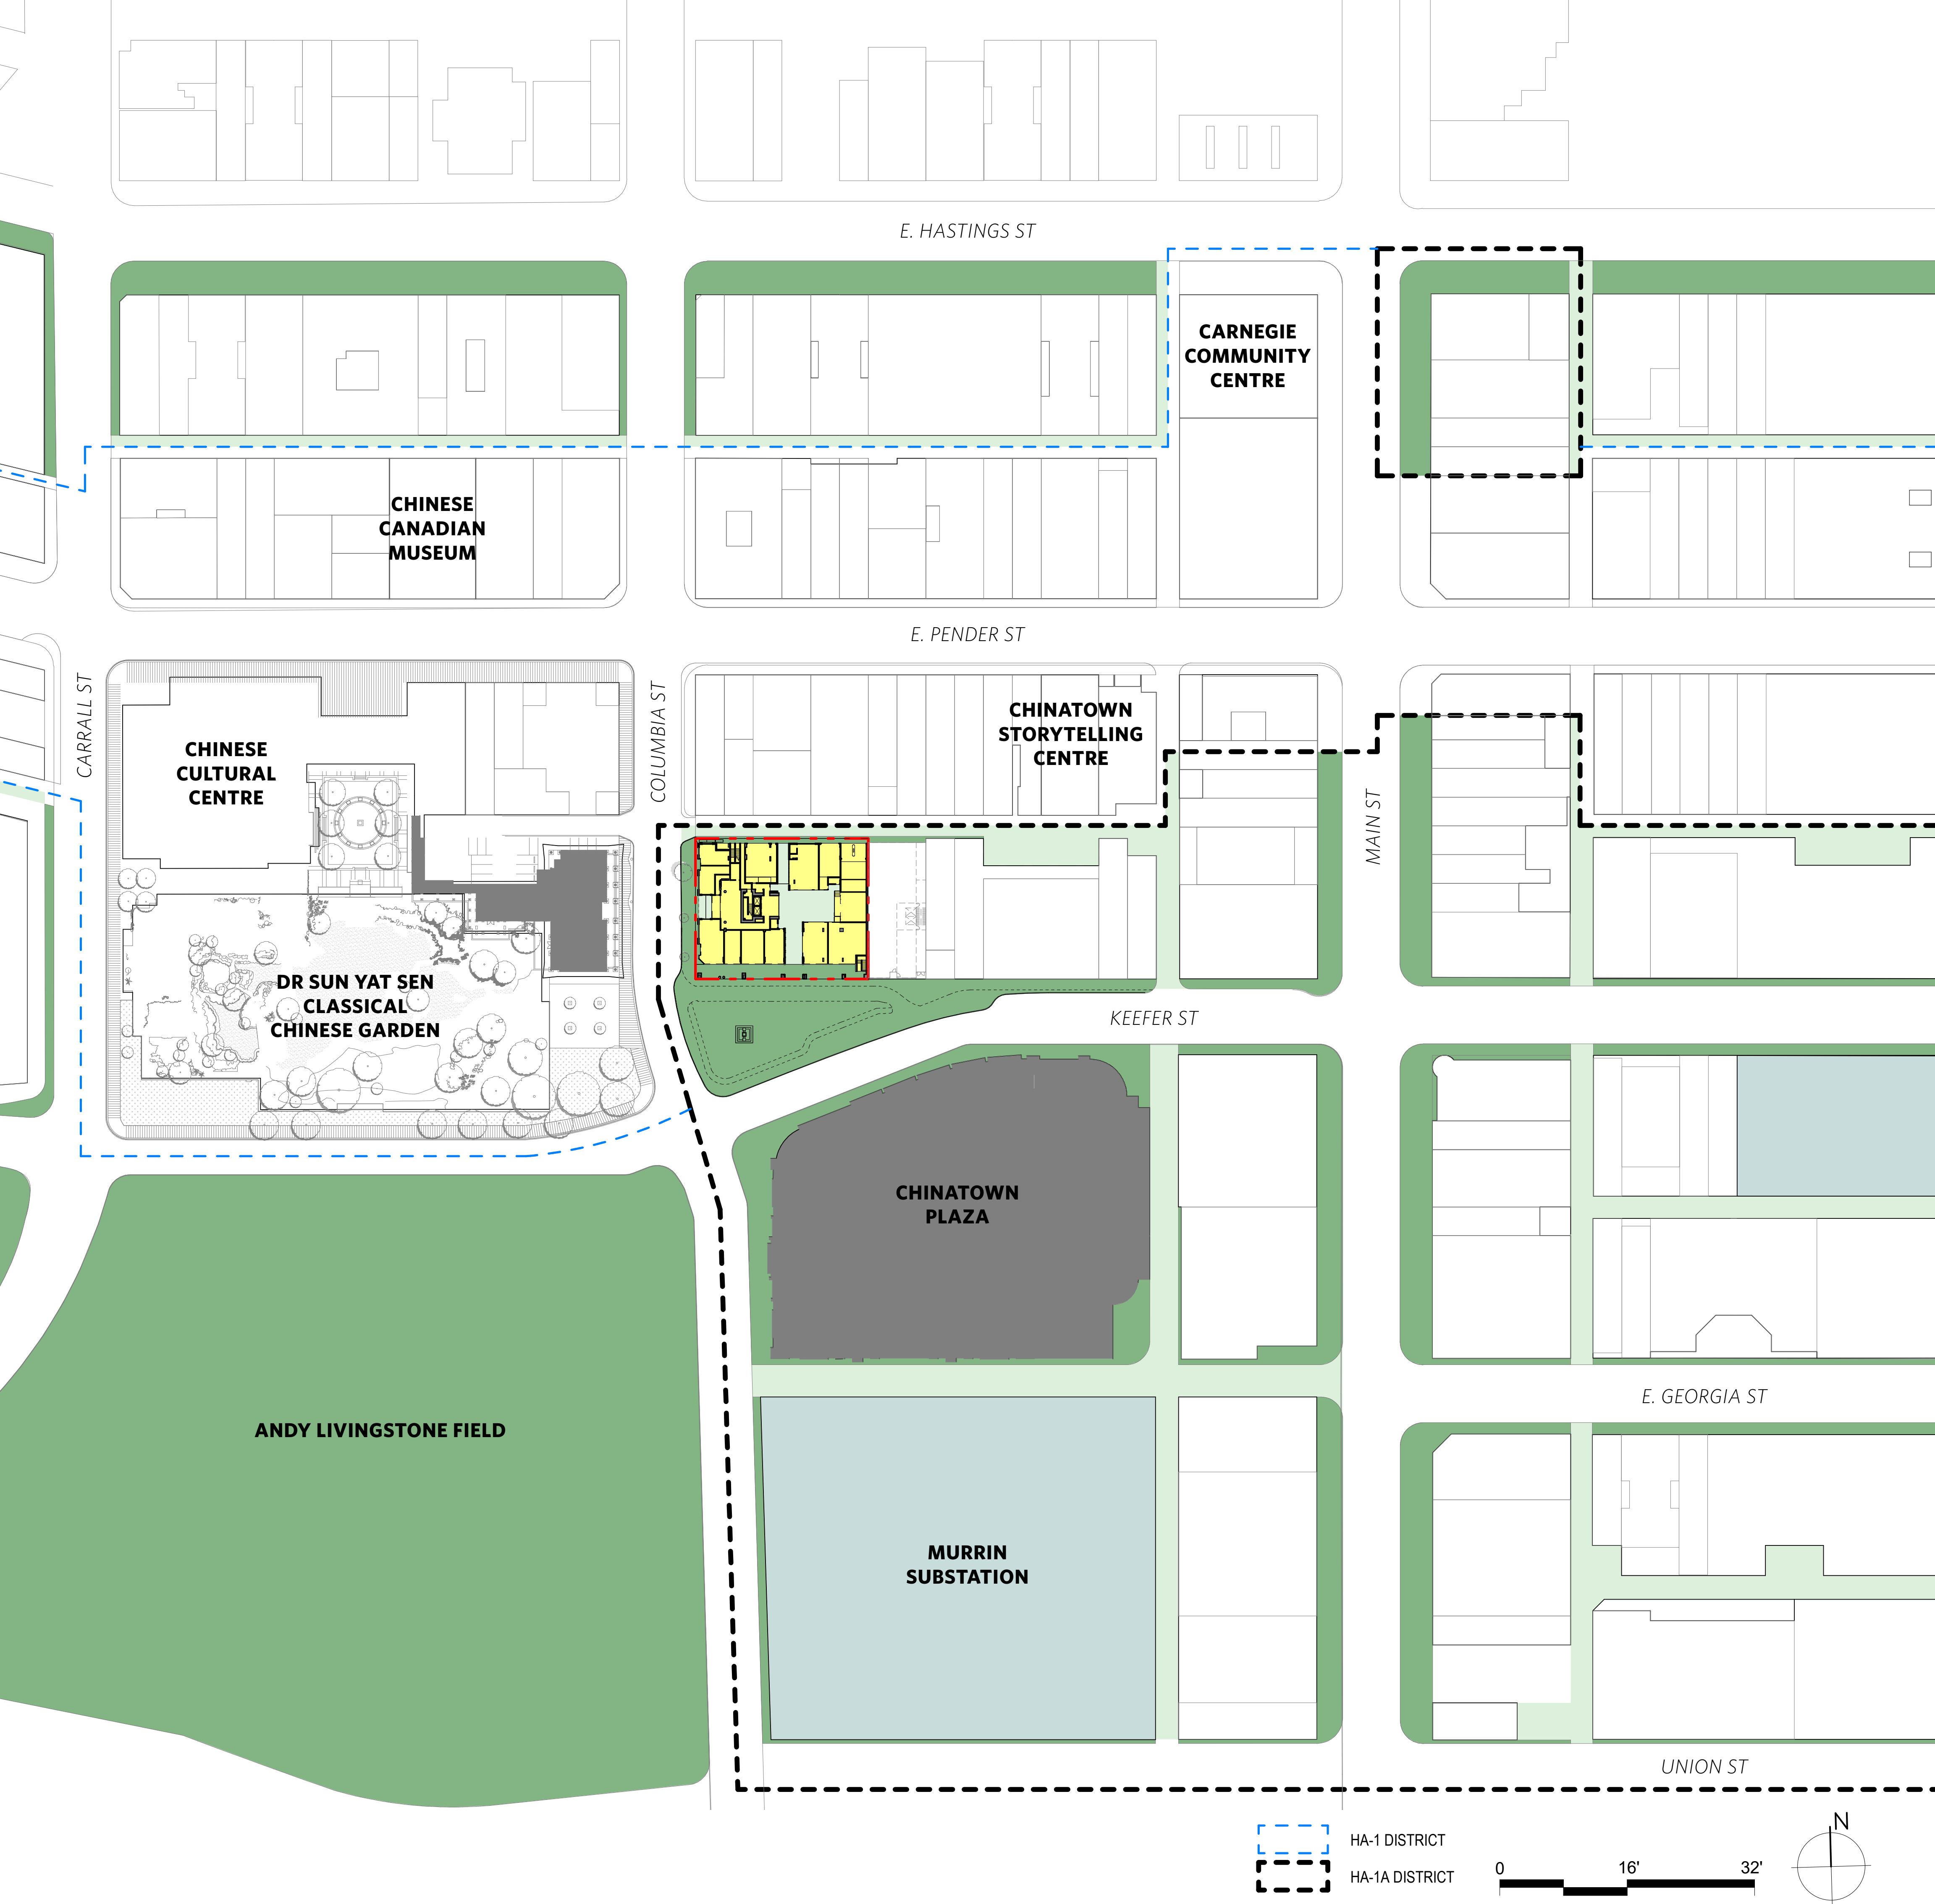 E. HASTINGS ST
CARNEGIE
COMMUNITY
CENTRE
CHINESE
CANADIAN
MUSEUM
E. PENDER ST
CARRALL ST
COLUMBIA ST
CHINATOWN
STORYTELLING
CENTRE
CHINESE
CULTURAL
CENTRE
MAIN ST
DR SUN YAT SEN
CLASSICAL
CHINESE GARDEN
KEEFER ST
CHINATOWN
PLAZA
E. GEORGIA ST
ANDY LIVINGSTONE FIELD
MURRIN
SUBSTATION
UNION ST
HA-1 DISTRICT
HA-1A DISTRICT
0 16' 32'
N